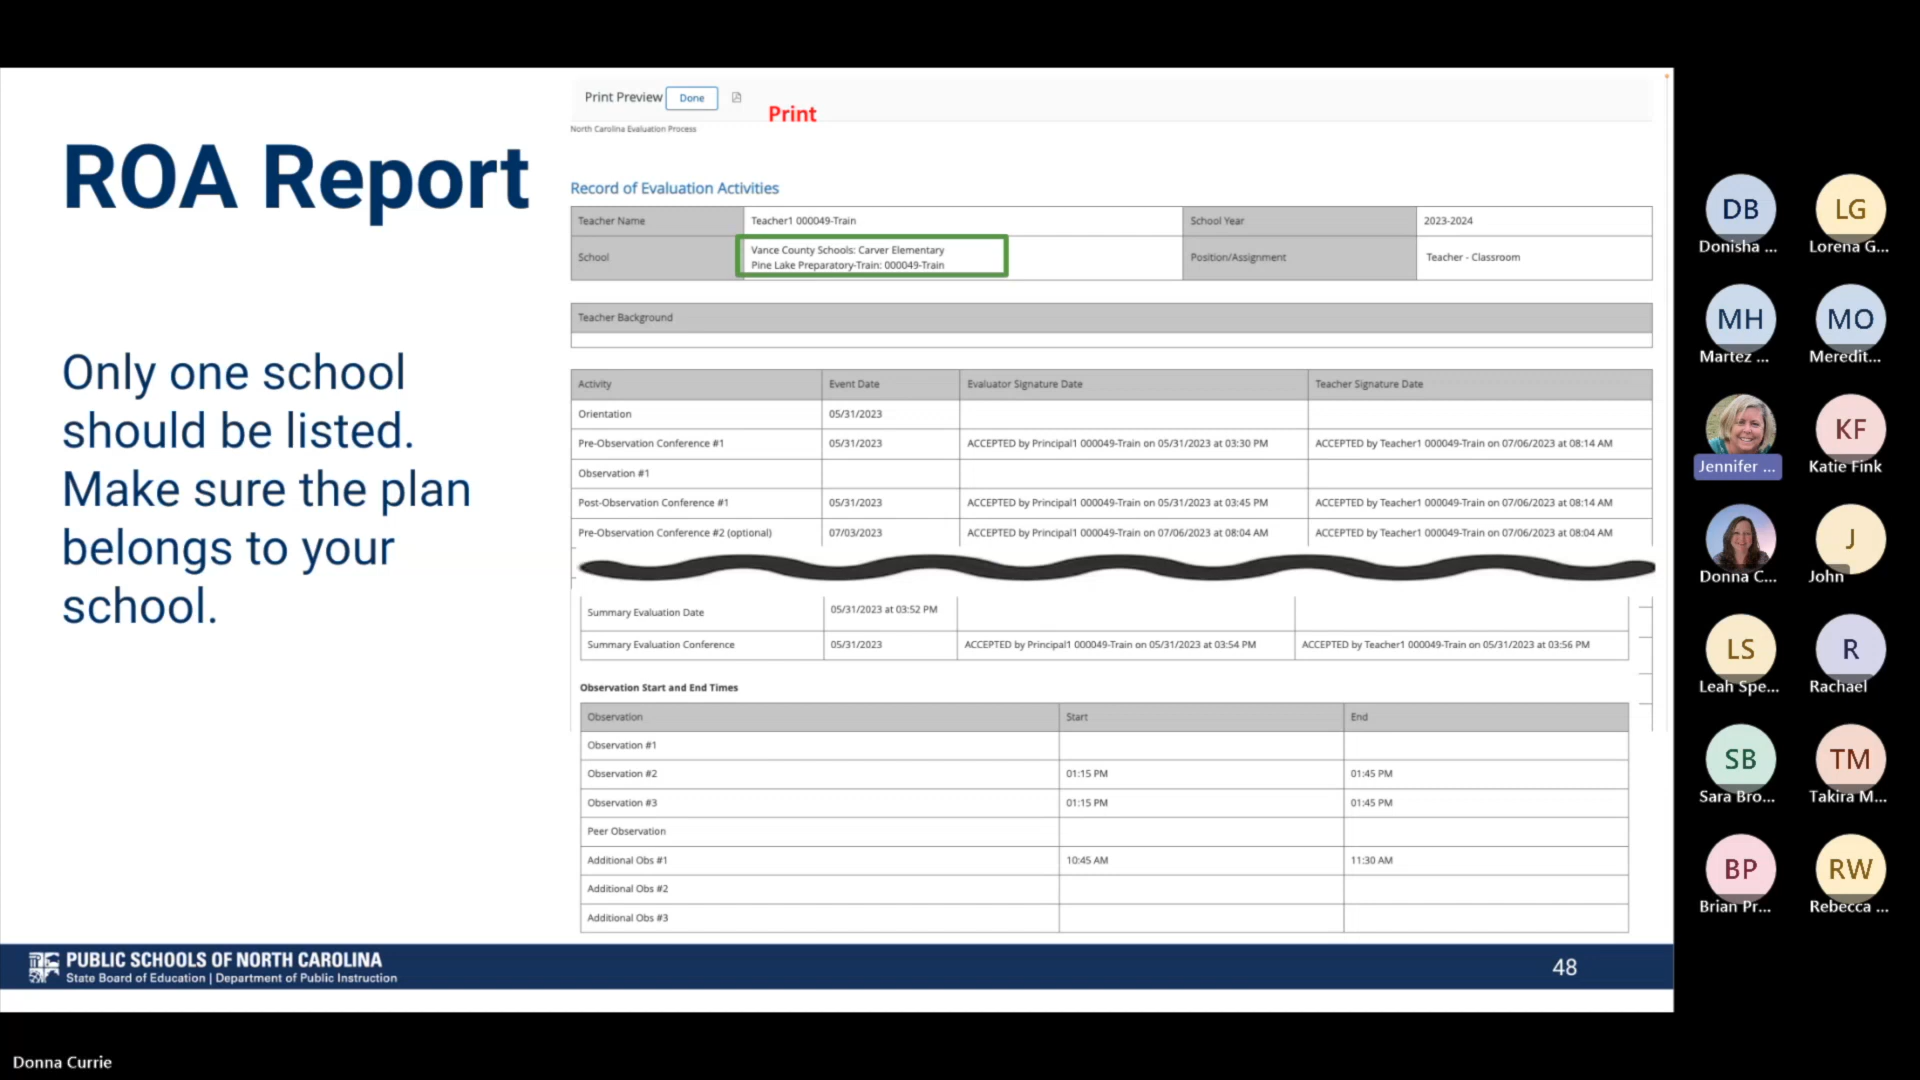 ROA Report
Only one school
should be listed.
Make sure the plan
belongs to your
school.
Print Preview Done
Print
North Carolina Evaluation Process
Record of Evaluation Activities
Teacher Name Teacher1 000049-Train School Year 2023-2024
School Vance County Schools: Carver Elementary
Pine Lake Preparatory-Train: 000049-Train Position/Assignment Teacher - Classroom
Teacher Background
Activity Event Date Evaluator Signature Date Teacher Signature Date
Orientation 05/31/2023
Pre-Observation Conference #1 05/31/2023 ACCEPTED by Principal1 000049-Train on 05/31/2023 at 03:30 PM ACCEPTED by Teacher1 000049-Train on 07/06/2023 at 08:14 AM
Observation #1
Post-Observation Conference #1 05/31/2023 ACCEPTED by Principal1 000049-Train on 05/31/2023 at 03:45 PM ACCEPTED by Teacher1 000049-Train on 07/06/2023 at 08:14 AM
Pre-Observation Conference #2 (optional) 07/03/2023 ACCEPTED by Principal1 000049-Train on 07/06/2023 at 08:04 AM ACCEPTED by Teacher1 000049-Train on 07/06/2023 at 08:04 AM
Summary Evaluation Date 05/31/2023 at 03:52 PM
Summary Evaluation Conference 05/31/2023 ACCEPTED by Principal1 000049-Train on 05/31/2023 at 03:54 PM ACCEPTED by Teacher1 000049-Train on 05/31/2023 at 03:56 PM
Observation Start and End Times
Observation Start End
Observation #1
Observation #2 01:15 PM 01:45 PM
Observation #3 01:15 PM 01:45 PM
Peer Observation
Additional Obs #1 10:45 AM 11:30 AM
Additional Obs #2
Additional Obs #3
PUBLIC SCHOOLS OF NORTH CAROLINA
State Board of Education | Department of Public Instruction
48
DB LG
Donisha ... Lorena G...
MH MO
Martez ... Meredit...
KF
Jennifer ... Katie Fink
J
Donna C... John
LS R
Leah Spe... Rachael
SB TM
Sara Bro... Takira M...
BP RW
Brian Pr... Rebecca ...
Donna Currie